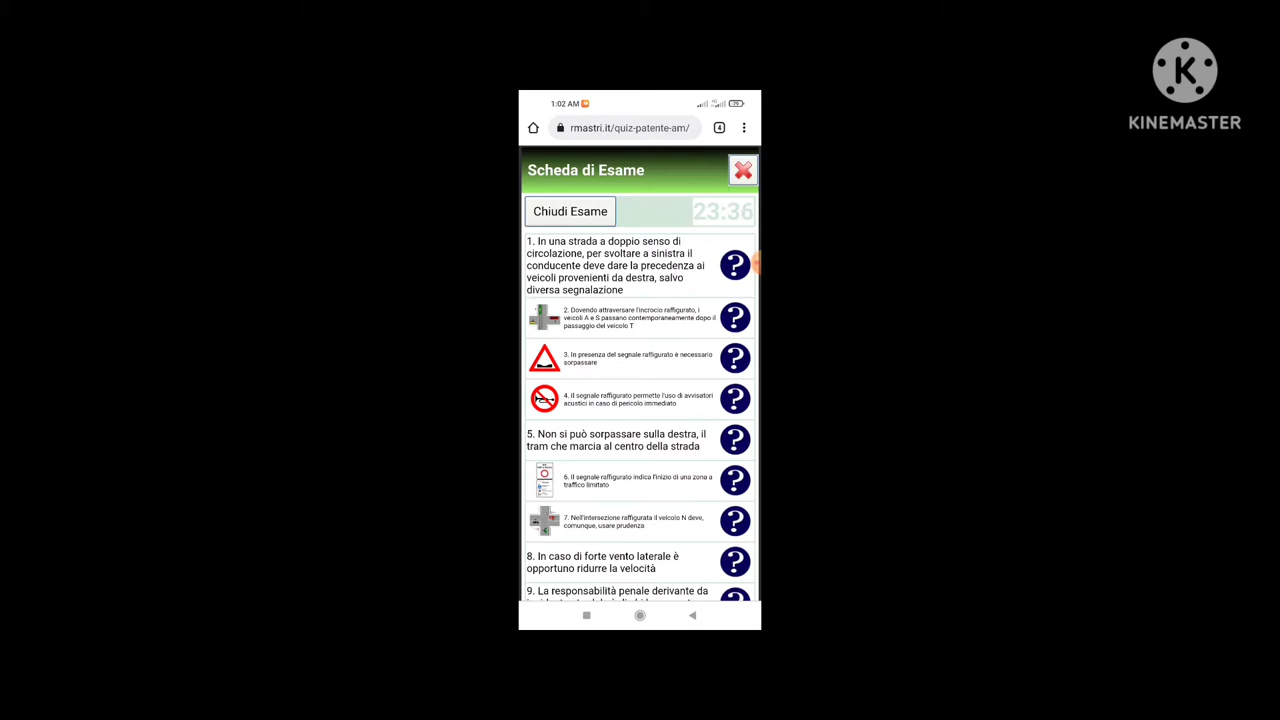 1:02 AM
79
rmastri.it/quiz-patente-am/
4
KINEMASTER
Scheda di Esame
Chiudi Esame
23:36
1. In una strada a doppio senso di
circolazione, per svoltare a sinistra il
conducente deve dare la precedenza ai
veicoli provenienti da destra, salvo
diversa segnalazione
2. Dovendo attraversare l'incrocio raffigurato, i
veicoli A e S passano contemporaneamente dopo il
passaggio del veicolo T
3. In presenza del segnale raffigurato è necessario
sorpassare
4. Il segnale raffigurato permette l'uso di avvisatori
acustici in caso di pericolo immediato
5. Non si può sorpassare sulla destra, il
tram che marcia al centro della strada
6. Il segnale raffigurato indica l'inizio di una zona a
traffico limitato
7. Nell'intersezione raffigurata il veicolo N deve,
comunque, usare prudenza
8. In caso di forte vento laterale è
opportuno ridurre la velocità
9. La responsabilità penale derivante da